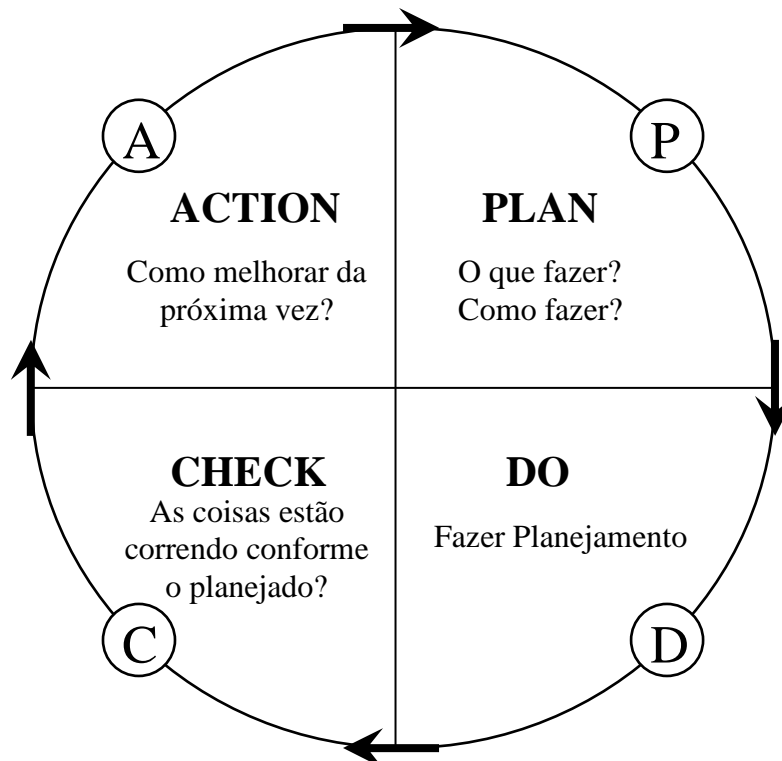 A
P
ACTION
Como melhorar da
próxima vez?
PLAN
O que fazer?
Como fazer?
CHECK
As coisas estão
correndo conforme
o planejado?
DO
Fazer Planejamento
C
D